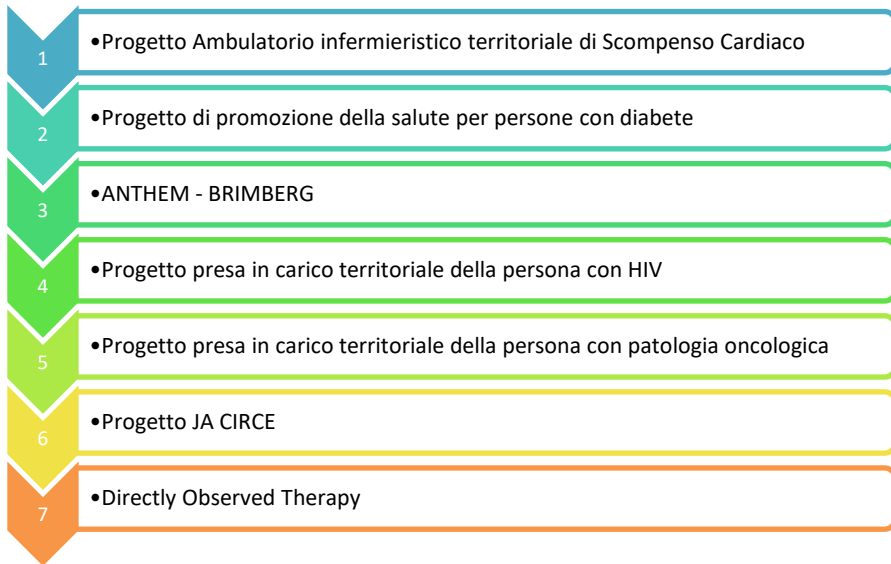 1
•Progetto Ambulatorio infermieristico territoriale di Scompenso Cardiaco
2
•Progetto di promozione della salute per persone con diabete
3
•ANTHEM - BRIMBERG
4
•Progetto presa in carico territoriale della persona con HIV
5
•Progetto presa in carico territoriale della persona con patologia oncologica
6
•Progetto JA CIRCE
7
•Directly Observed Therapy